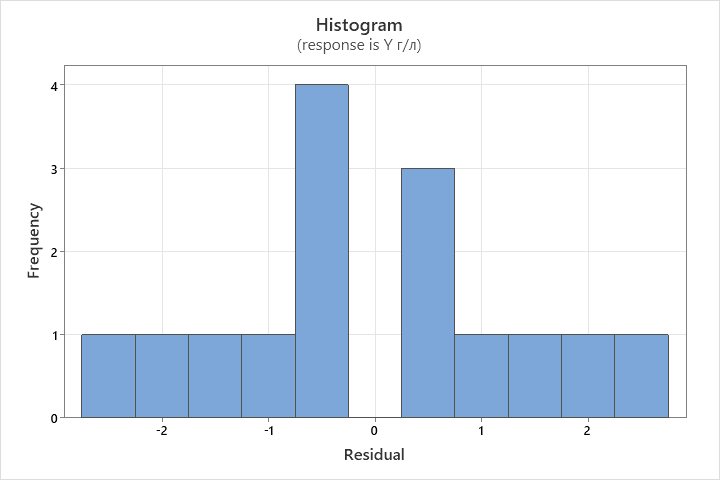 Histogram
(response is Y г/л)
4
3
2
1
0
-2 -1 0 1 2
Frequency
Residual